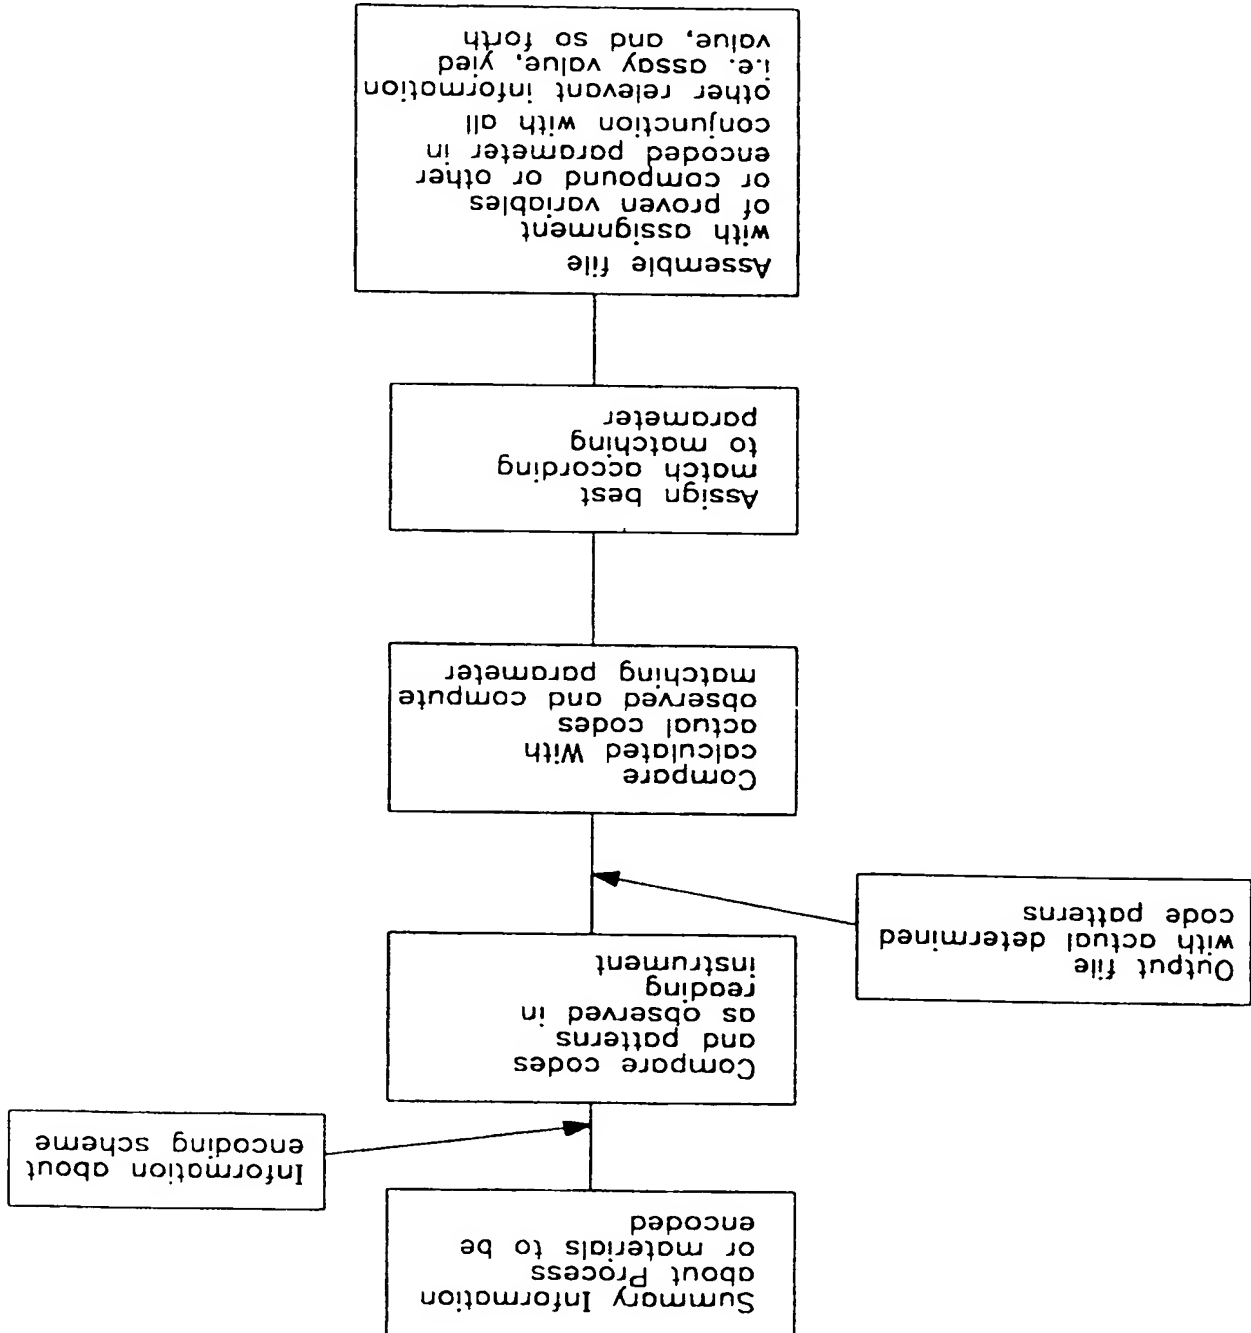 Summary Information
about Process
or materials to be
encoded
Information about
encoding scheme
Compare codes
and patterns
as observed in
reading
instrument
Output file
with actual determined
code patterns
Compare
calculated With
actual codes
observed and compute
matching parameter
Assign best
match according
to matching
parameter
Assemble file
with assignment
of proven variables
or compound or other
encoded parameter in
conjunction with all
other relevant information
i.e. assay value, yied
value, and so forth